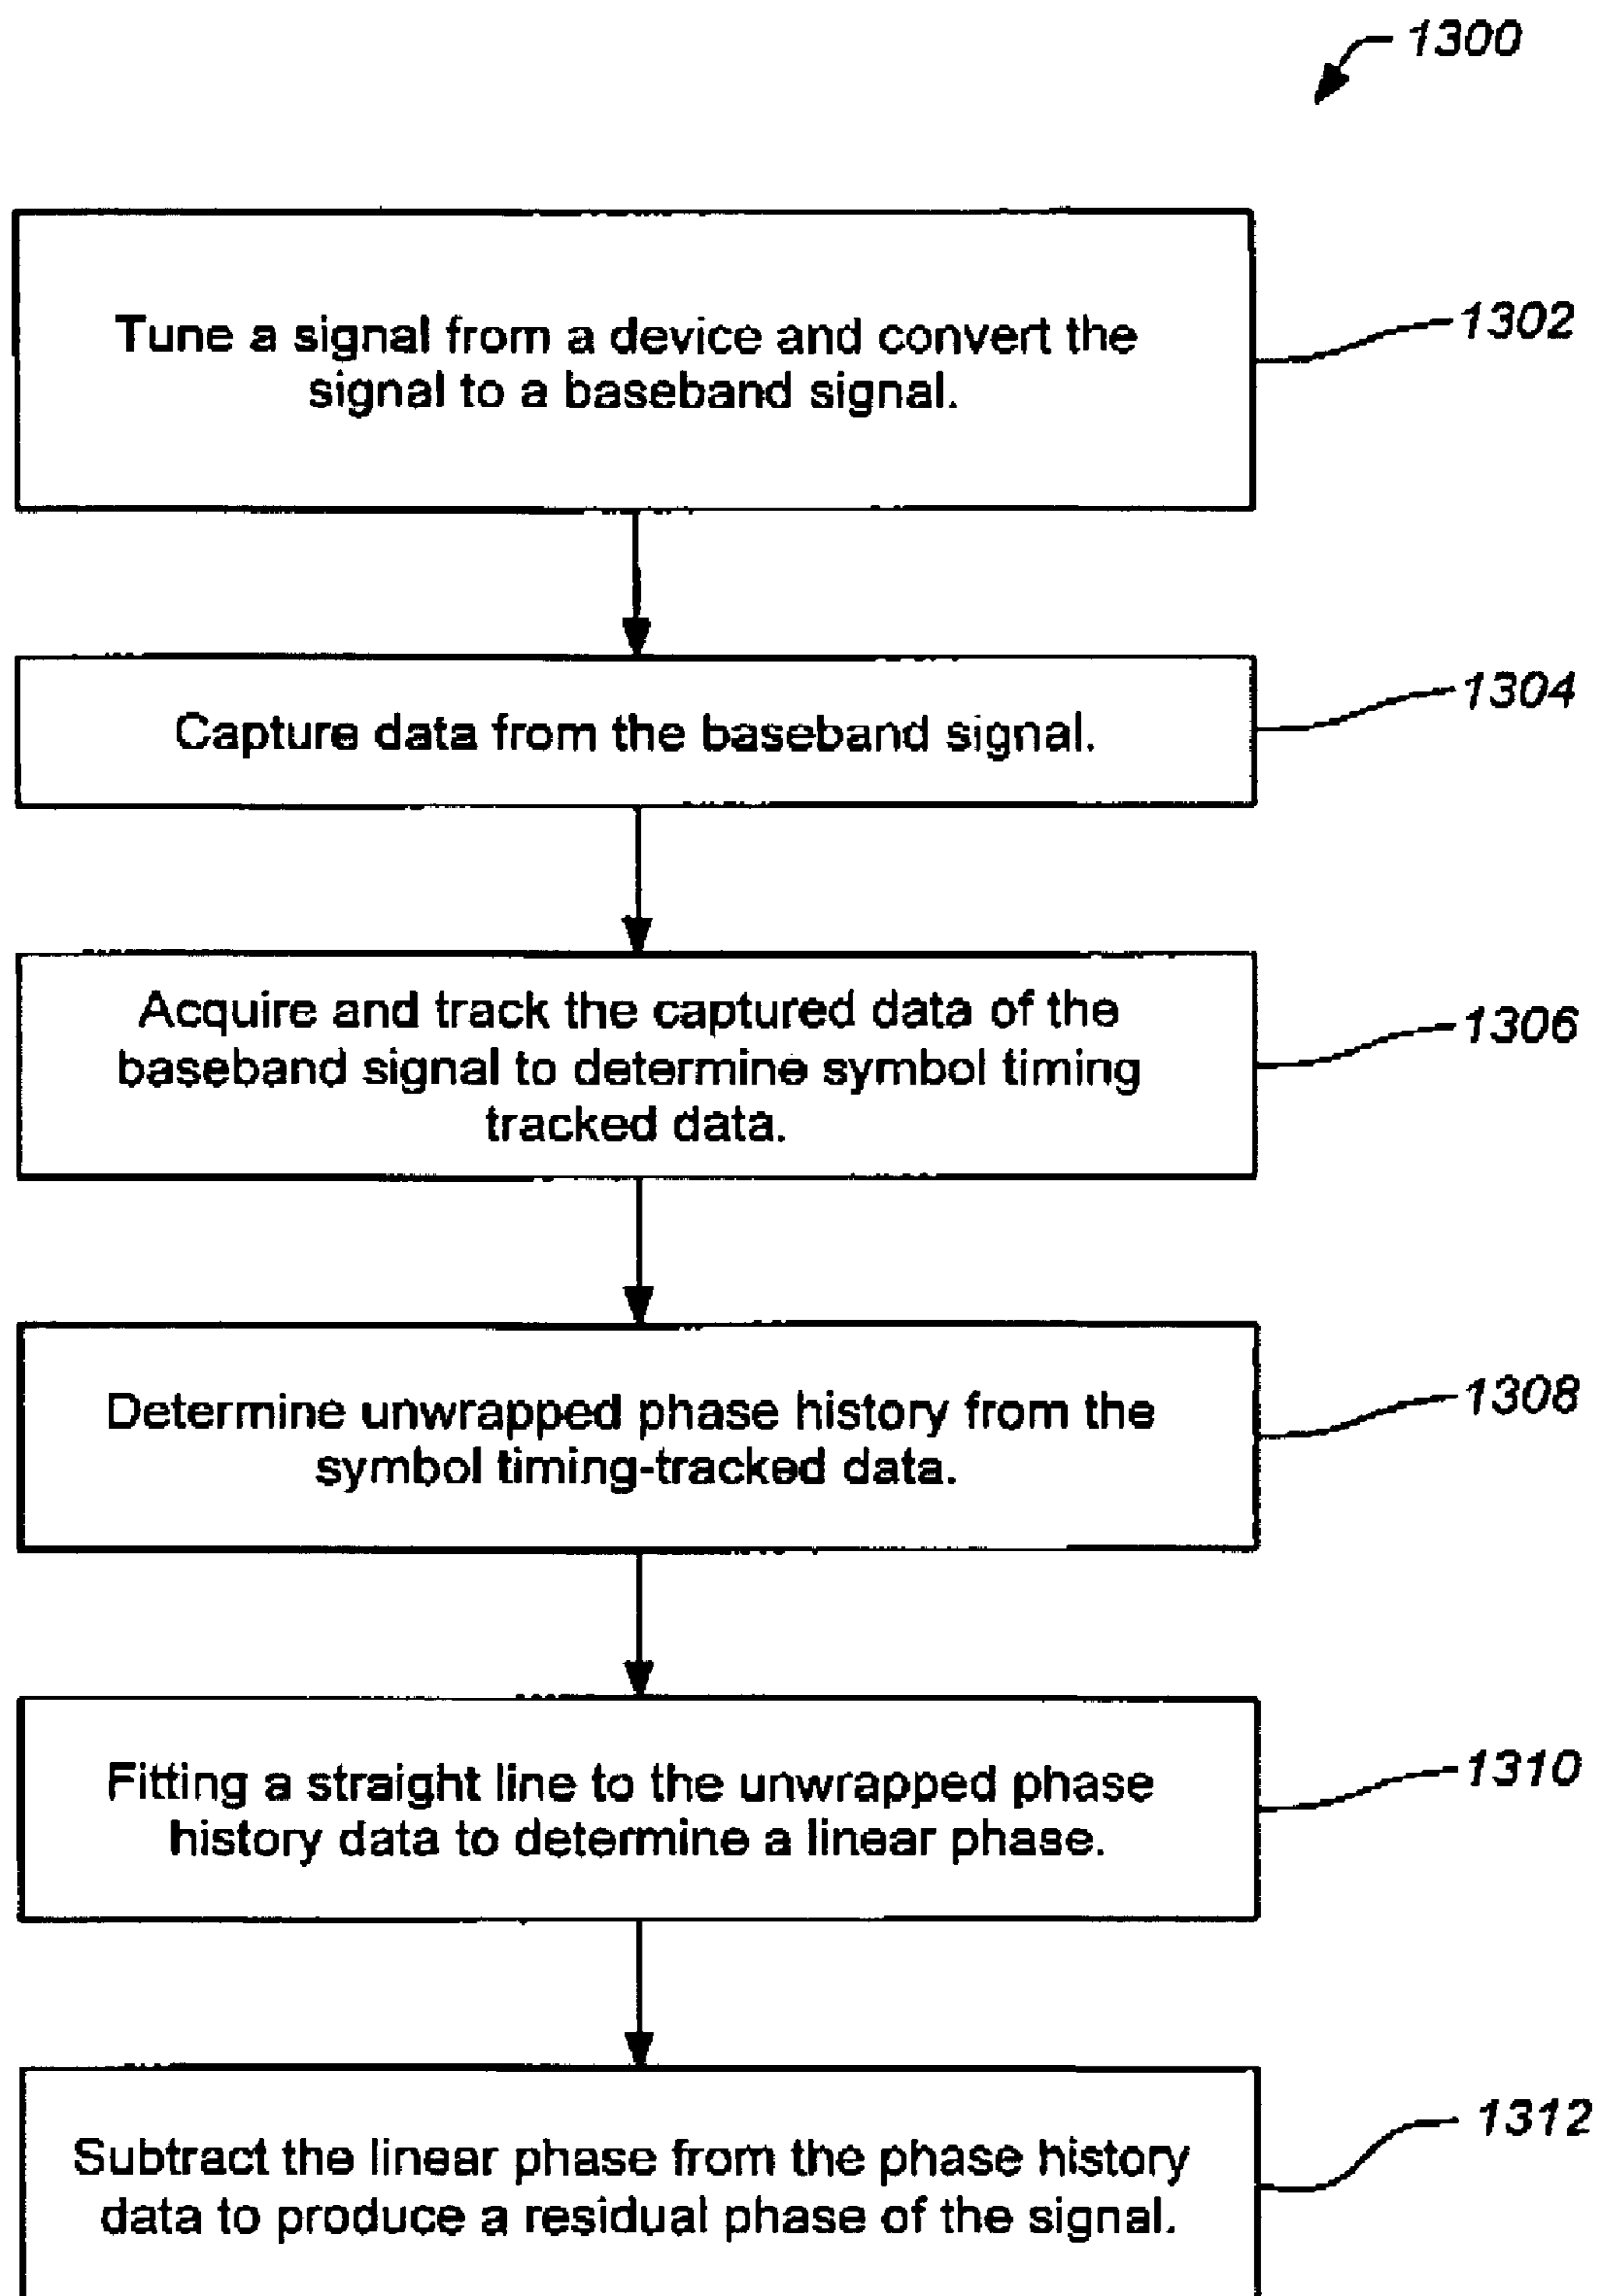 1300
Tune a signal from a device and convert the
signal to a baseband signal.
1302
Capture data from the baseband signal.
1304
Acquire and track the captured data of the
baseband signal to determine symbol timing
tracked data.
1306
Determine unwrapped phase history from the
symbol timing-tracked data.
1308
Fitting a straight line to the unwrapped phase
history data to determine a linear phase.
1310
Subtract the linear phase from the phase history
data to produce a residual phase of the signal.
1312